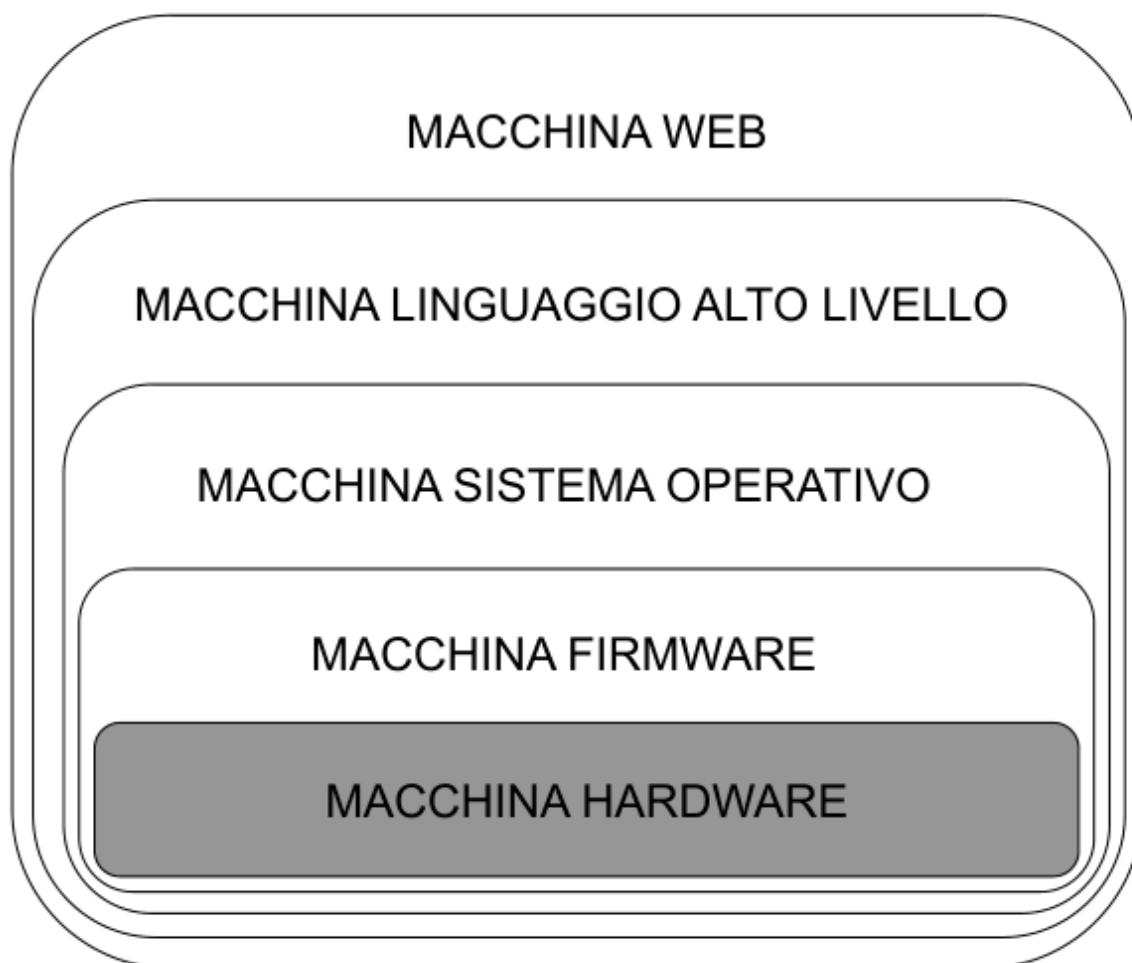 MACCHINA WEB
MACCHINA LINGUAGGIO ALTO LIVELLO
MACCHINA SISTEMA OPERATIVO
MACCHINA FIRMWARE
MACCHINA HARDWARE